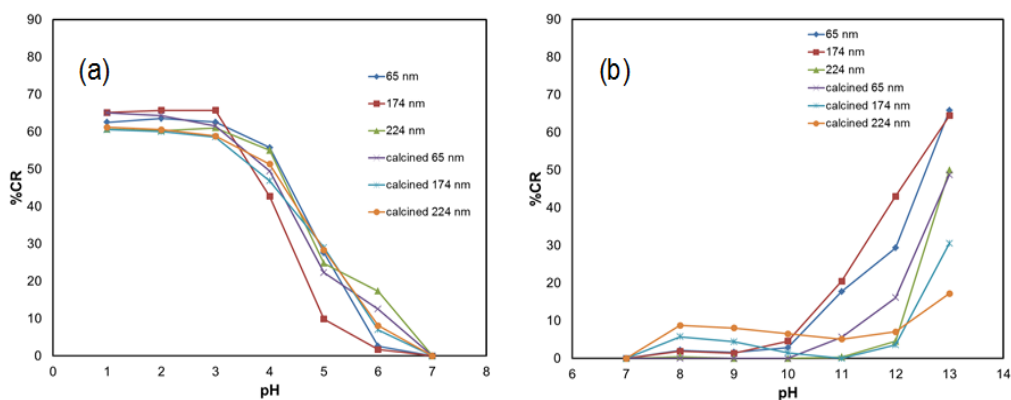 90
80
70
60
50
40
30
20
10
0
%CR
(a)
65 nm
174 nm
224 nm
calcined 65 nm
calcined 174 nm
calcined 224 nm
0 1 2 3 4 5 6 7 8
pH
90
80
70
60
50
40
30
20
10
0
%CR
(b)
65 nm
174 nm
224 nm
calcined 65 nm
calcined 174 nm
calcined 224 nm
6 7 8 9 10 11 12 13 14
pH